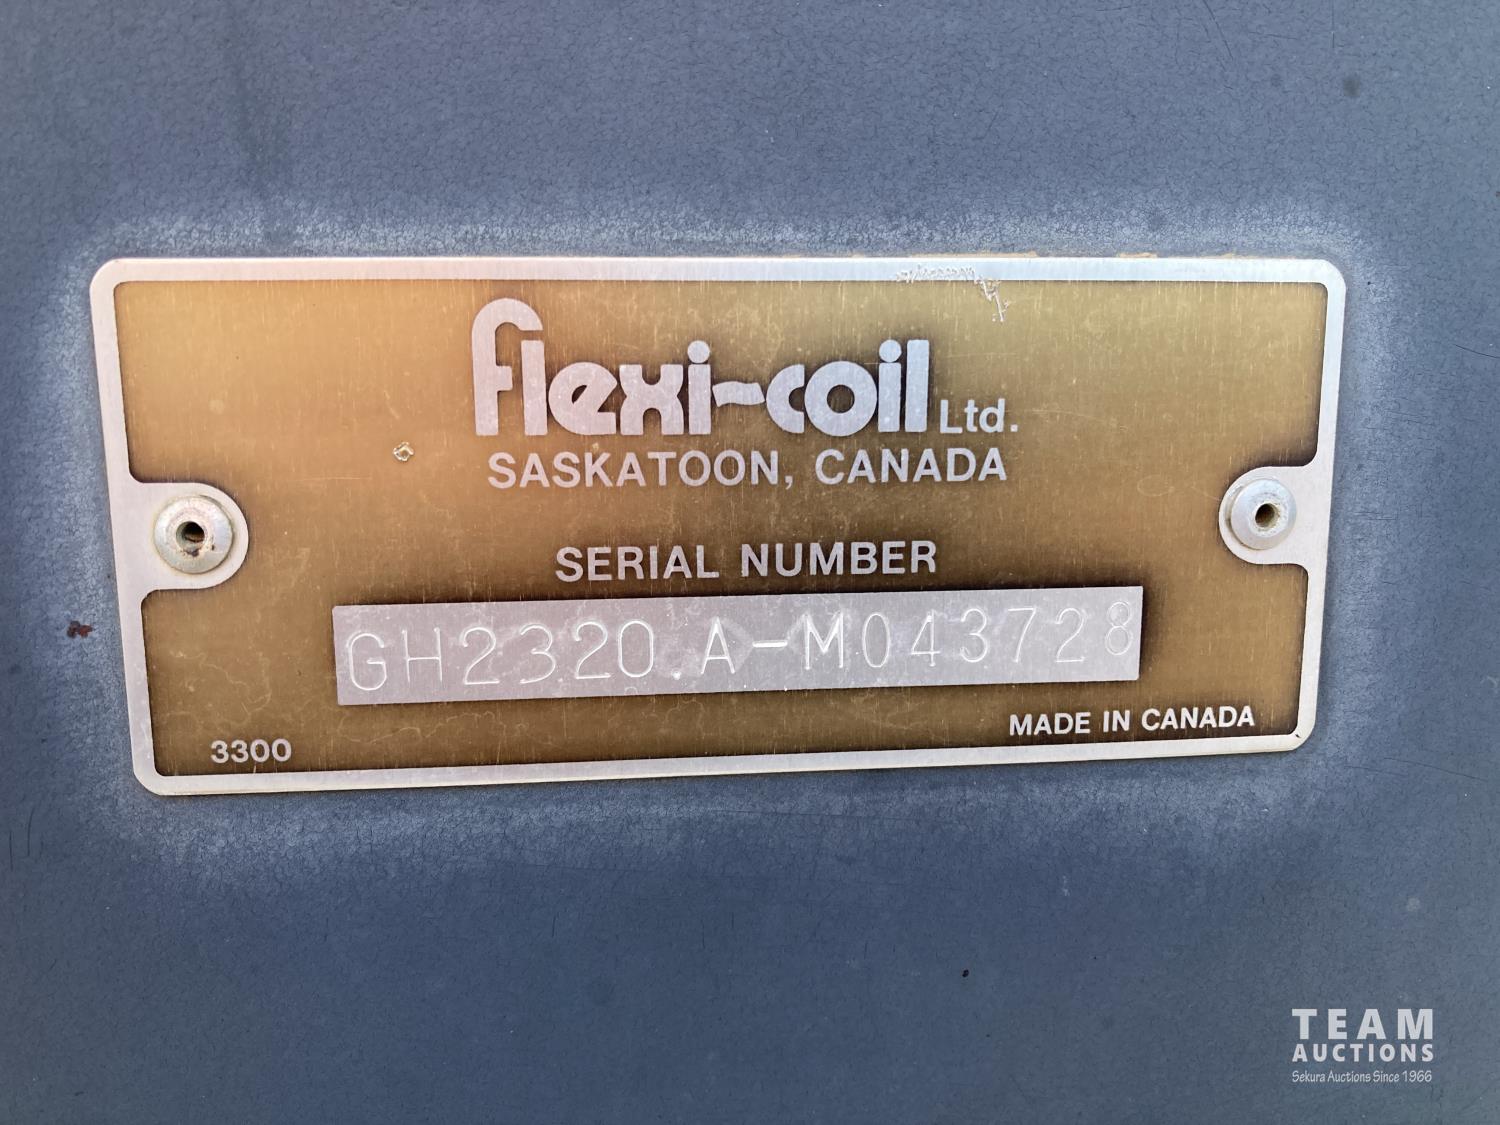 flexi-coil Ltd.
SASKATOON, CANADA
SERIAL NUMBER
GH2320.A-M043728
3300
MADE IN CANADA
TEAM
AUCTIONS
Sekura Auctions Since 1966